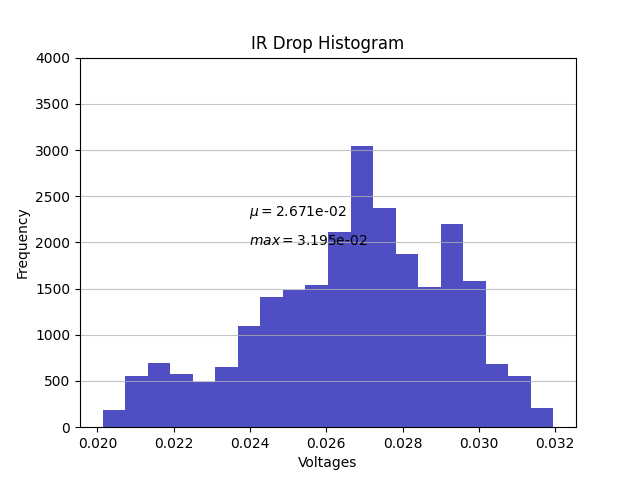 IR Drop Histogram
4000
3500
3000
2500
2000
1500
1000
500
0
Frequency
μ = 2.671e-02
max = 3.195e-02
0.020 0.022 0.024 0.026 0.028 0.030 0.032
Voltages